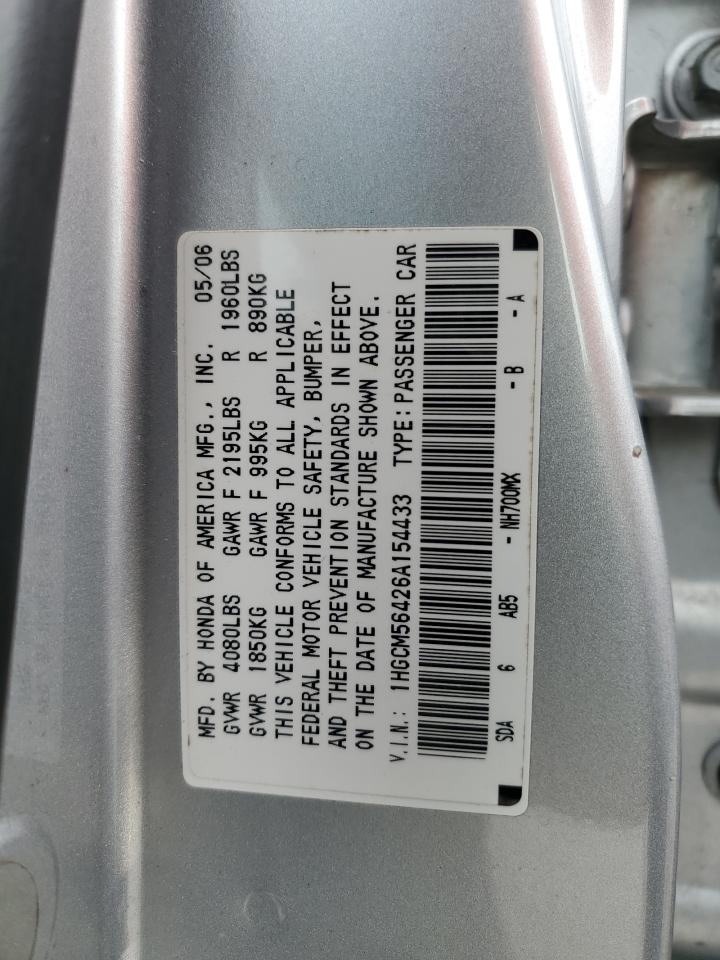 MFD. BY HONDA OF AMERICA MFG., INC. 05/06
GVWR 4080LBS GAWR F 2195LBS R 1960LBS
GVWR 1850KG GAWR F 995KG R 890KG
THIS VEHICLE CONFORMS TO ALL APPLICABLE
FEDERAL MOTOR VEHICLE SAFETY, BUMPER,
AND THEFT PREVENTION STANDARDS IN EFFECT
ON THE DATE OF MANUFACTURE SHOWN ABOVE.
V.I.N.: 1HGCM56426A154433 TYPE:PASSENGER CAR
SDA 6 AB5 - NH700MX - B - A